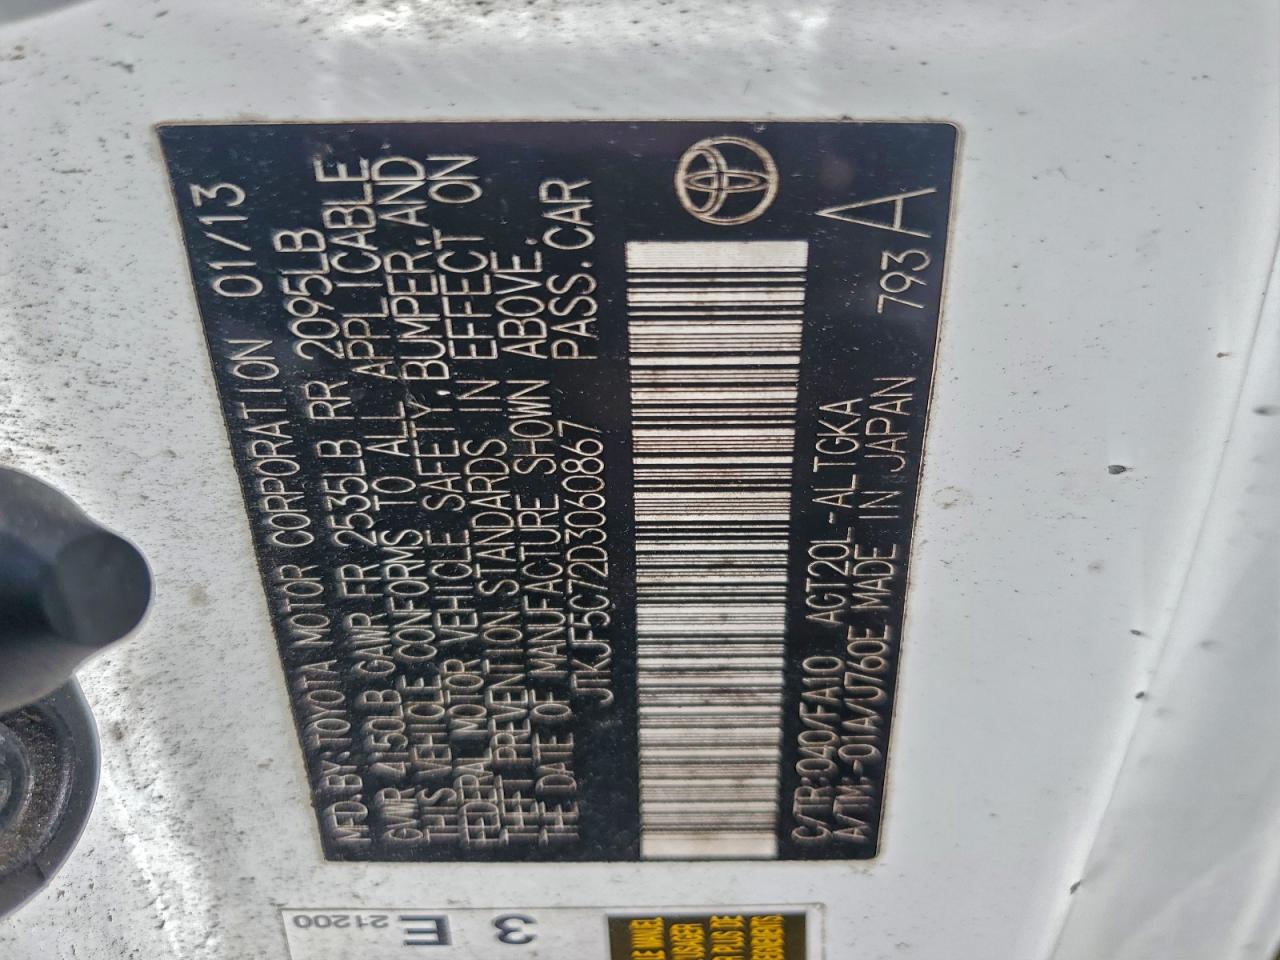 MFD.BY:TOYOTA MOTOR CORPORATION 01/13
GVWR 4150LB GAWR FR 2535LB RR 2095LB
THIS VEHICLE CONFORMS TO ALL APPLICABLE
FEDERAL MOTOR VEHICLE SAFETY, BUMPER, AND
THEFT PREVENTION STANDARDS IN EFFECT ON
THE DATE OF MANUFACTURE SHOWN ABOVE.
JTKJF5C72D3060867 PASS.CAR
C/TR:040/FA10 AGT20L-ALTGKA
A/TM:-01A/U760E MADE IN JAPAN
793 A
21200
3E